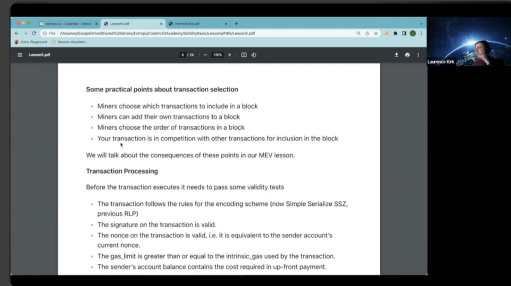 Lesson5.pdf
Homework5.pdf
Lesson5.pdf
100%
Laurence Kirk
Some practical points about transaction selection
Miners choose which transactions to include in a block
Miners can add their own transactions to a block
Miners choose the order of transactions in a block
Your transaction is in competition with other transactions for inclusion in the block
We will talk about the consequences of these points in our MEV lesson.
Transaction Processing
Before the transaction executes it needs to pass some validity tests
The transaction follows the rules for the encoding scheme (now Simple Serialize SSZ,
previous RLP)
The signature on the transaction is valid.
The nonce on the transaction is valid, i.e. it is equivalent to the sender account's
current nonce.
The gas_limit is greater than or equal to the intrinsic_gas used by the transaction.
The sender's account balance contains the cost required in up-front payment.